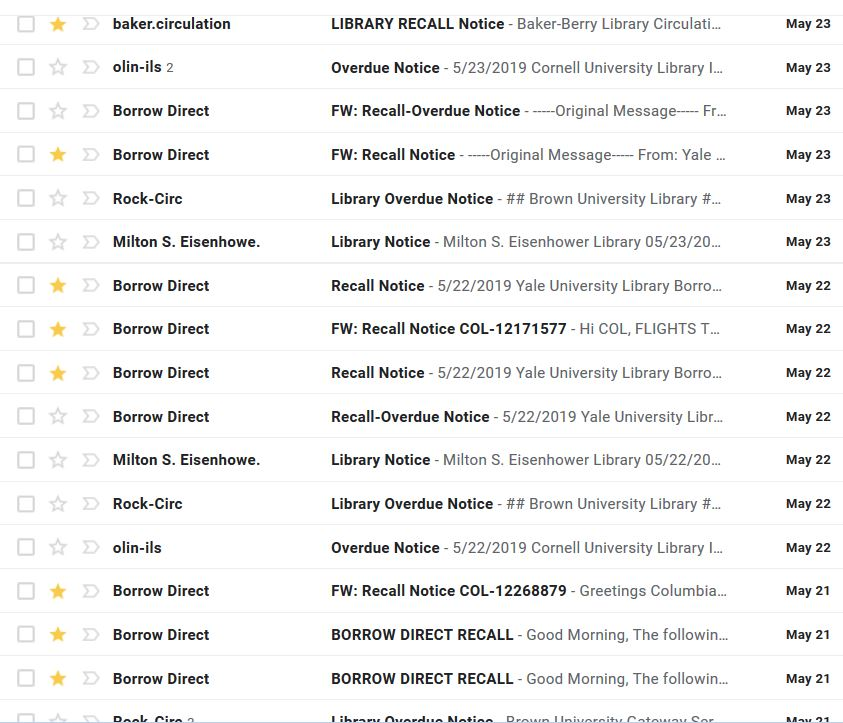 baker.circulation LIBRARY RECALL Notice - Baker-Berry Library Circulati... May 23
olin-ils 2 Overdue Notice - 5/23/2019 Cornell University Library I... May 23
Borrow Direct FW: Recall-Overdue Notice - -----Original Message----- Fr... May 23
Borrow Direct FW: Recall Notice - -----Original Message----- From: Yale ... May 23
Rock-Circ Library Overdue Notice - ## Brown University Library #... May 23
Milton S. Eisenhowe. Library Notice - Milton S. Eisenhower Library 05/23/20... May 23
Borrow Direct Recall Notice - 5/22/2019 Yale University Library Borro... May 22
Borrow Direct FW: Recall Notice COL-12171577 - Hi COL, FLIGHTS T... May 22
Borrow Direct Recall Notice - 5/22/2019 Yale University Library Borro... May 22
Borrow Direct Recall-Overdue Notice - 5/22/2019 Yale University Libr... May 22
Milton S. Eisenhowe. Library Notice - Milton S. Eisenhower Library 05/22/20... May 22
Rock-Circ Library Overdue Notice - ## Brown University Library #... May 22
olin-ils Overdue Notice - 5/22/2019 Cornell University Library I... May 22
Borrow Direct FW: Recall Notice COL-12268879 - Greetings Columbia... May 21
Borrow Direct BORROW DIRECT RECALL - Good Morning, The followin... May 21
Borrow Direct BORROW DIRECT RECALL - Good Morning, The followin... May 21
Rock-Circ 2 Library Overdue Notice - Brown University Gateway Ser... May 21